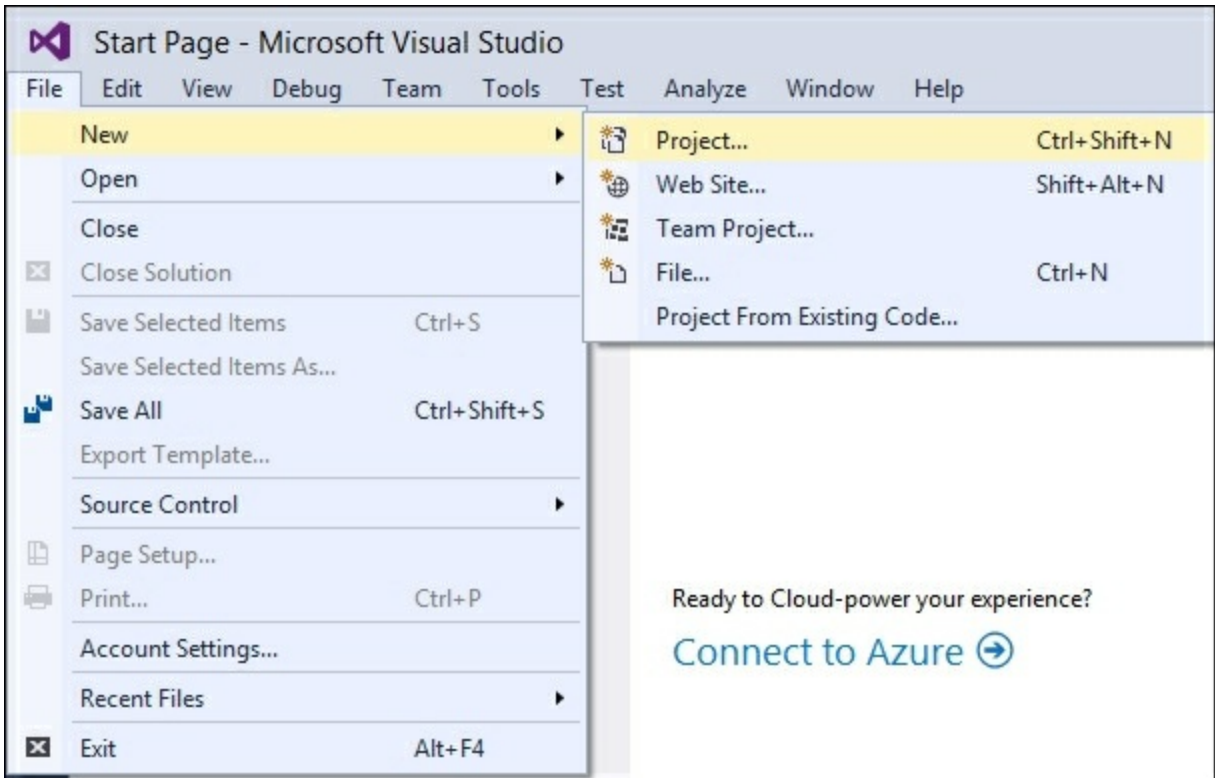 Start Page - Microsoft Visual Studio
File Edit View Debug Team Tools Test Analyze Window Help
New
Open
Close
Close Solution
Save Selected Items Ctrl+S
Save Selected Items As...
Save All Ctrl+Shift+S
Export Template...
Source Control
Page Setup...
Print... Ctrl+P
Account Settings...
Recent Files
Exit Alt+F4
Project... Ctrl+Shift+N
Web Site... Shift+Alt+N
Team Project...
File... Ctrl+N
Project From Existing Code...
Ready to Cloud-power your experience?
Connect to Azure